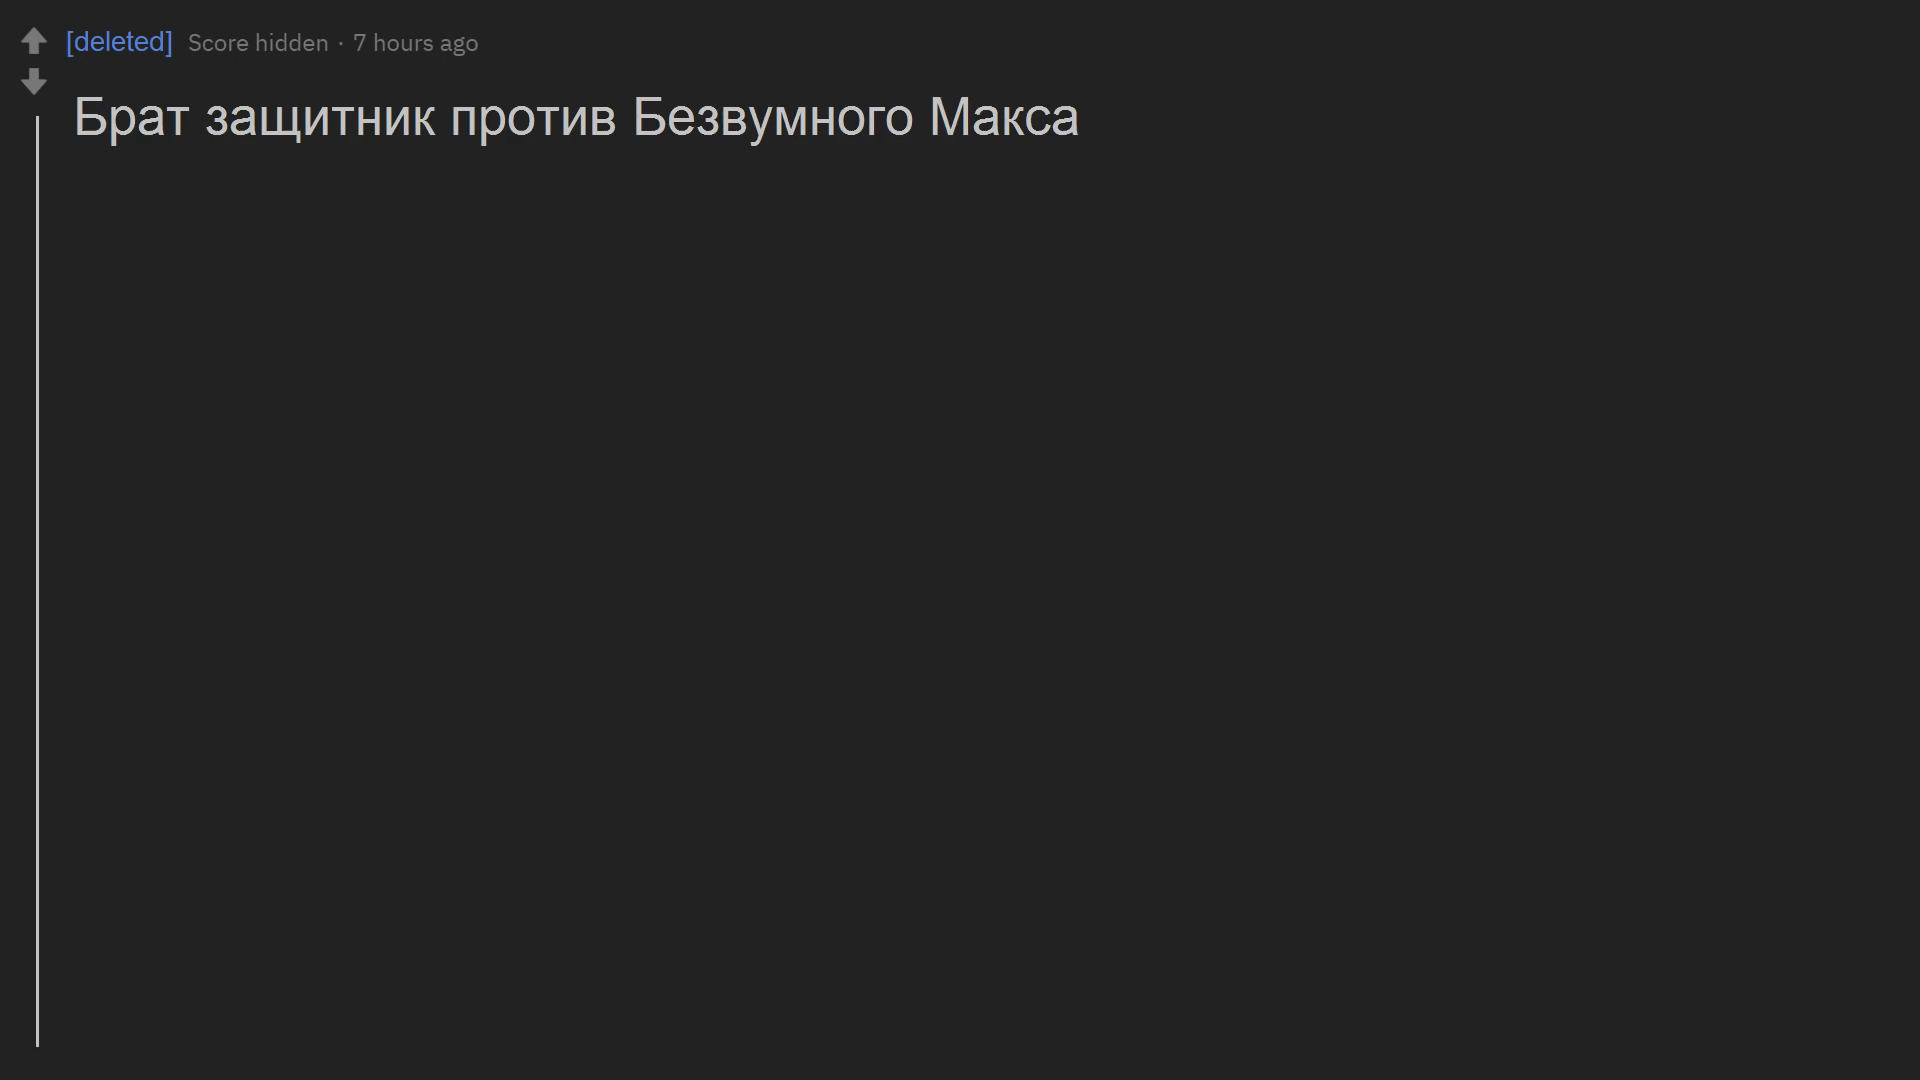 [deleted] Score hidden · 7 hours ago
Брат защитник против Безвумного Макса